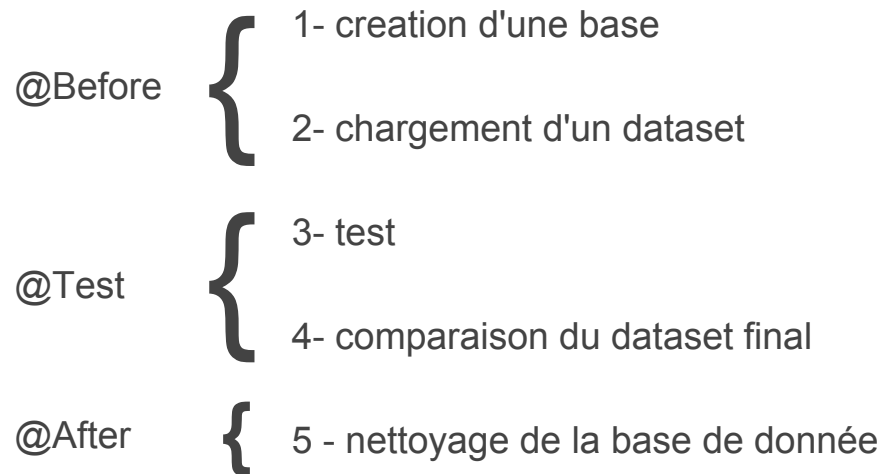 @Before
1- creation d'une base
2- chargement d'un dataset
@Test
3- test
4- comparaison du dataset final
@After
5 - nettoyage de la base de donnée